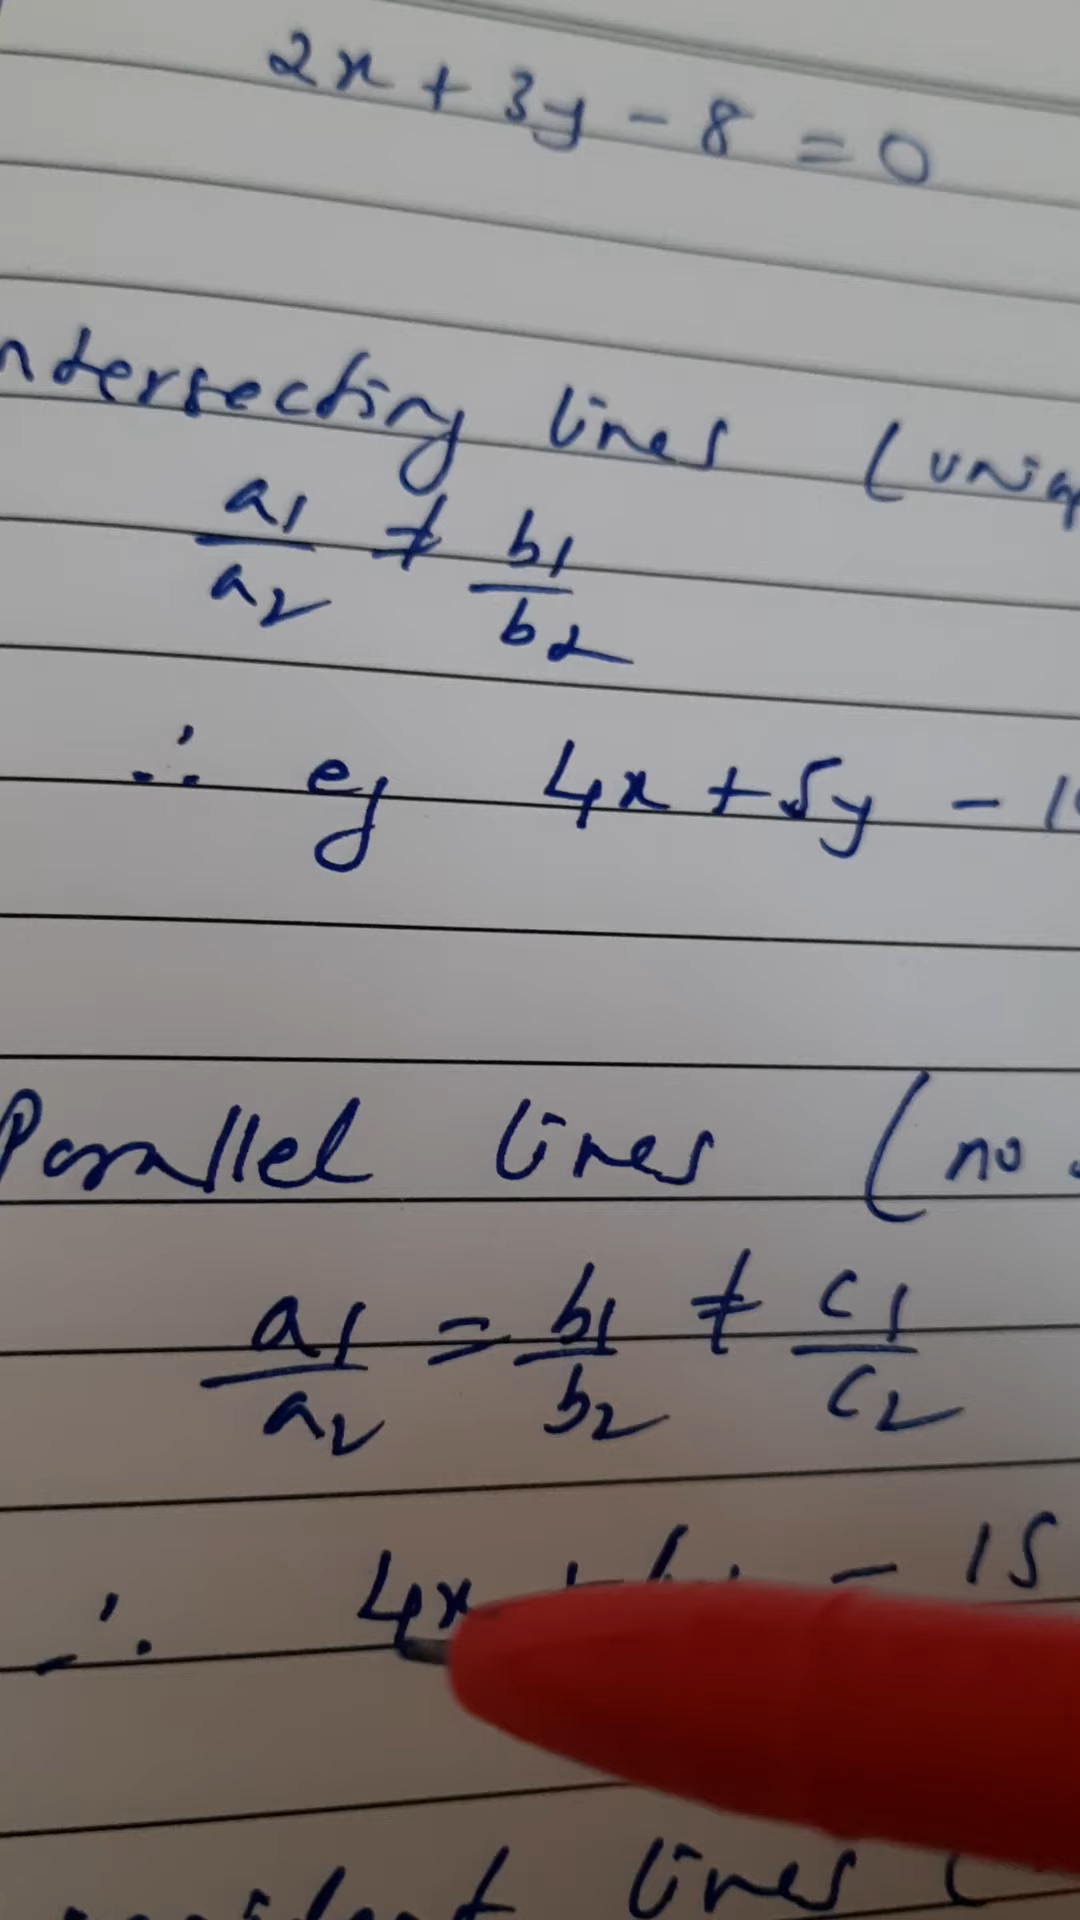 2x + 3y - 8 = 0
ntersecting lines (uniq
a1/a2 ≠ b1/b2
∴ eg 4x + 5y - 1
Parallel lines (no
a1/a2 = b1/b2 ≠ c1/c2
∴ 4x - 15
lines (